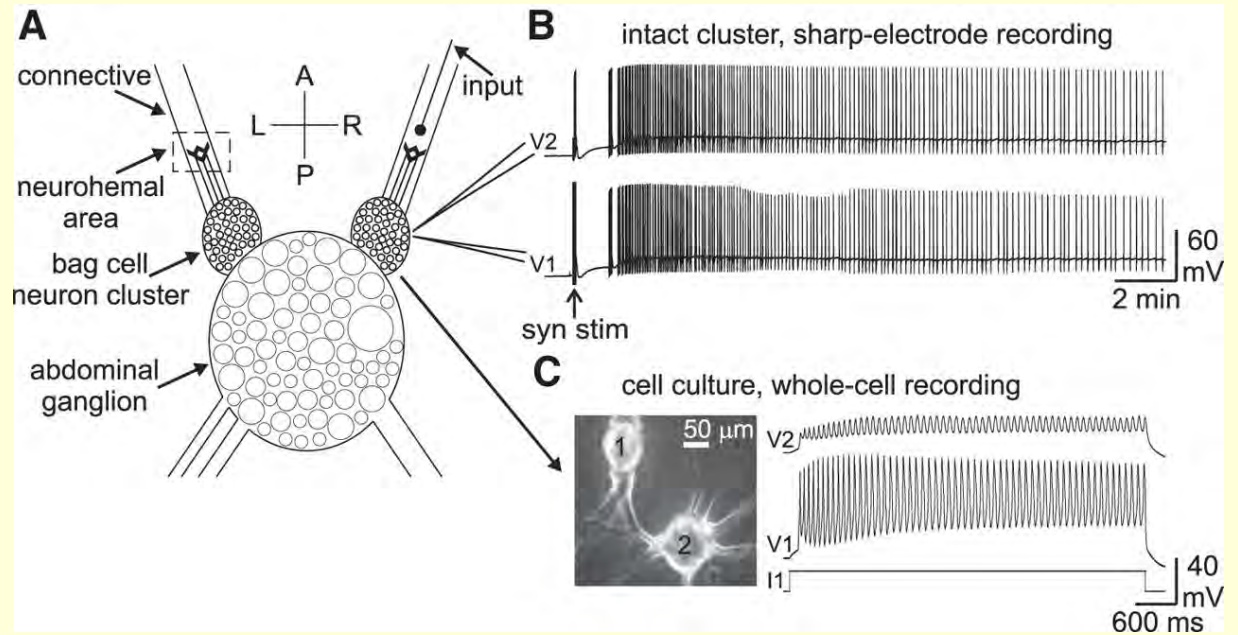 A
connective
A
input
L
R
P
neurohemal
area
bag cell
neuron cluster
abdominal
ganglion
B
intact cluster, sharp-electrode recording
V2
V1
60
mV
2 min
syn stim
C
cell culture, whole-cell recording
1
50 μm
2
V2
V1
I1
40
mV
600 ms